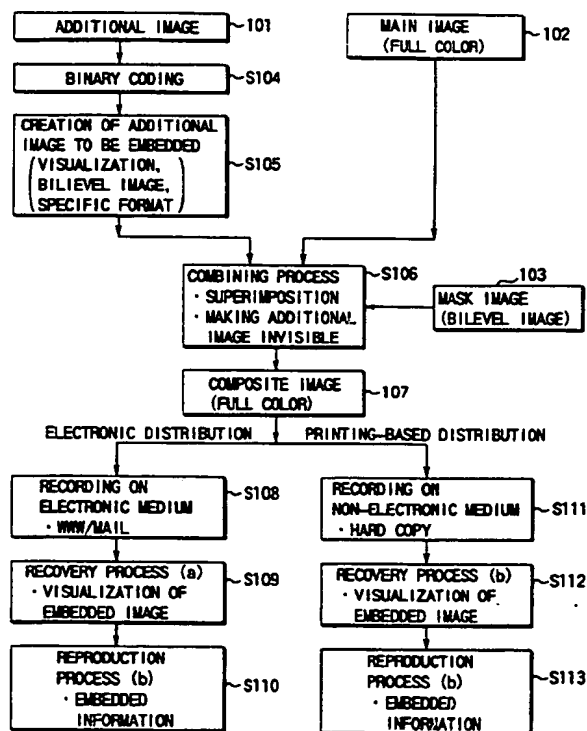 ADDITIONAL IMAGE
101
BINARY CODING
S104
CREATION OF ADDITIONAL
IMAGE TO BE EMBEDDED
(VISUALIZATION,
BILIEVEL IMAGE,
SPECIFIC FORMAT)
S105
MAIN IMAGE
(FULL COLOR)
102
COMBINING PROCESS
・SUPERIMPOSITION
・MAKING ADDITIONAL
IMAGE INVISIBLE
S106
103
MASK IMAGE
(BILEVEL IMAGE)
COMPOSITE IMAGE
(FULL COLOR)
107
ELECTRONIC DISTRIBUTION
PRINTING-BASED DISTRIBUTION
RECORDING ON
ELECTRONIC MEDIUM
・WWW/MAIL
S108
RECOVERY PROCESS (a)
・VISUALIZATION OF
EMBEDDED IMAGE
S109
REPRODUCTION
PROCESS (b)
・EMBEDDED
INFORMATION
S110
RECORDING ON
NON-ELECTRONIC MEDIUM
・HARD COPY
S111
RECOVERY PROCESS (b)
・VISUALIZATION OF
EMBEDDED IMAGE
S112
REPRODUCTION
PROCESS (b)
・EMBEDDED
INFORMATION
S113